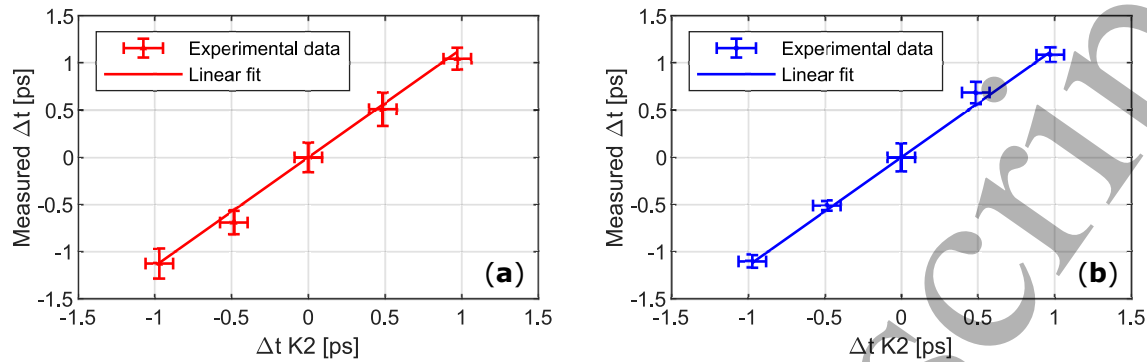 1.5
1
0.5
0
-0.5
-1
-1.5
Measured Δt [ps]
Experimental data
Linear fit
(a)
-1.5 -1 -0.5 0 0.5 1 1.5
Δt K2 [ps]
1.5
1
0.5
0
-0.5
-1
-1.5
Measured Δt [ps]
Experimental data
Linear fit
(b)
-1.5 -1 -0.5 0 0.5 1 1.5
Δt K2 [ps]